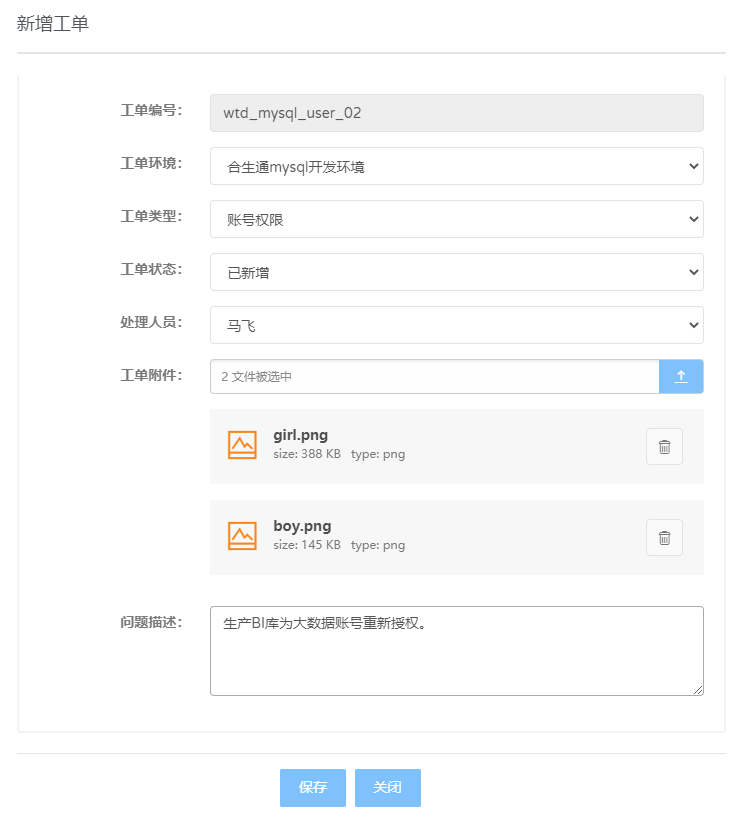 新增工单
工单编号： wtd_mysql_user_02
工单环境： 合生通mysql开发环境
工单类型： 账号权限
工单状态： 已新增
处理人员： 马飞
工单附件： 2 文件被选中
girl.png
size: 388 KB type: png
boy.png
size: 145 KB type: png
问题描述： 生产BI库为大数据账号重新授权。
保存 关闭